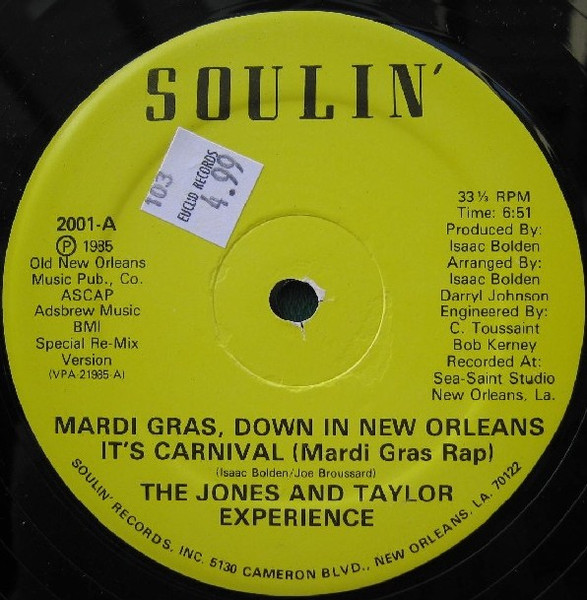 SOULIN'
103
EUCLID RECORDS
4.99
2001-A
Ⓟ 1985
Old New Orleans
Music Pub., Co.
ASCAP
Adsbrew Music
BMI
Special Re-Mix
Version
(VPA-21985-A)
33⅓ RPM
Time: 6:51
Produced By:
Isaac Bolden
Arranged By:
Isaac Bolden
Darryl Johnson
Engineered By:
C. Toussaint
Bob Kerney
Recorded At:
Sea-Saint Studio
New Orleans, La.
MARDI GRAS, DOWN IN NEW ORLEANS
IT'S CARNIVAL (Mardi Gras Rap)
(Isaac Bolden/Joe Broussard)
THE JONES AND TAYLOR
EXPERIENCE
SOULIN' RECORDS, INC. 5130 CAMERON BLVD., NEW ORLEANS, LA. 70122